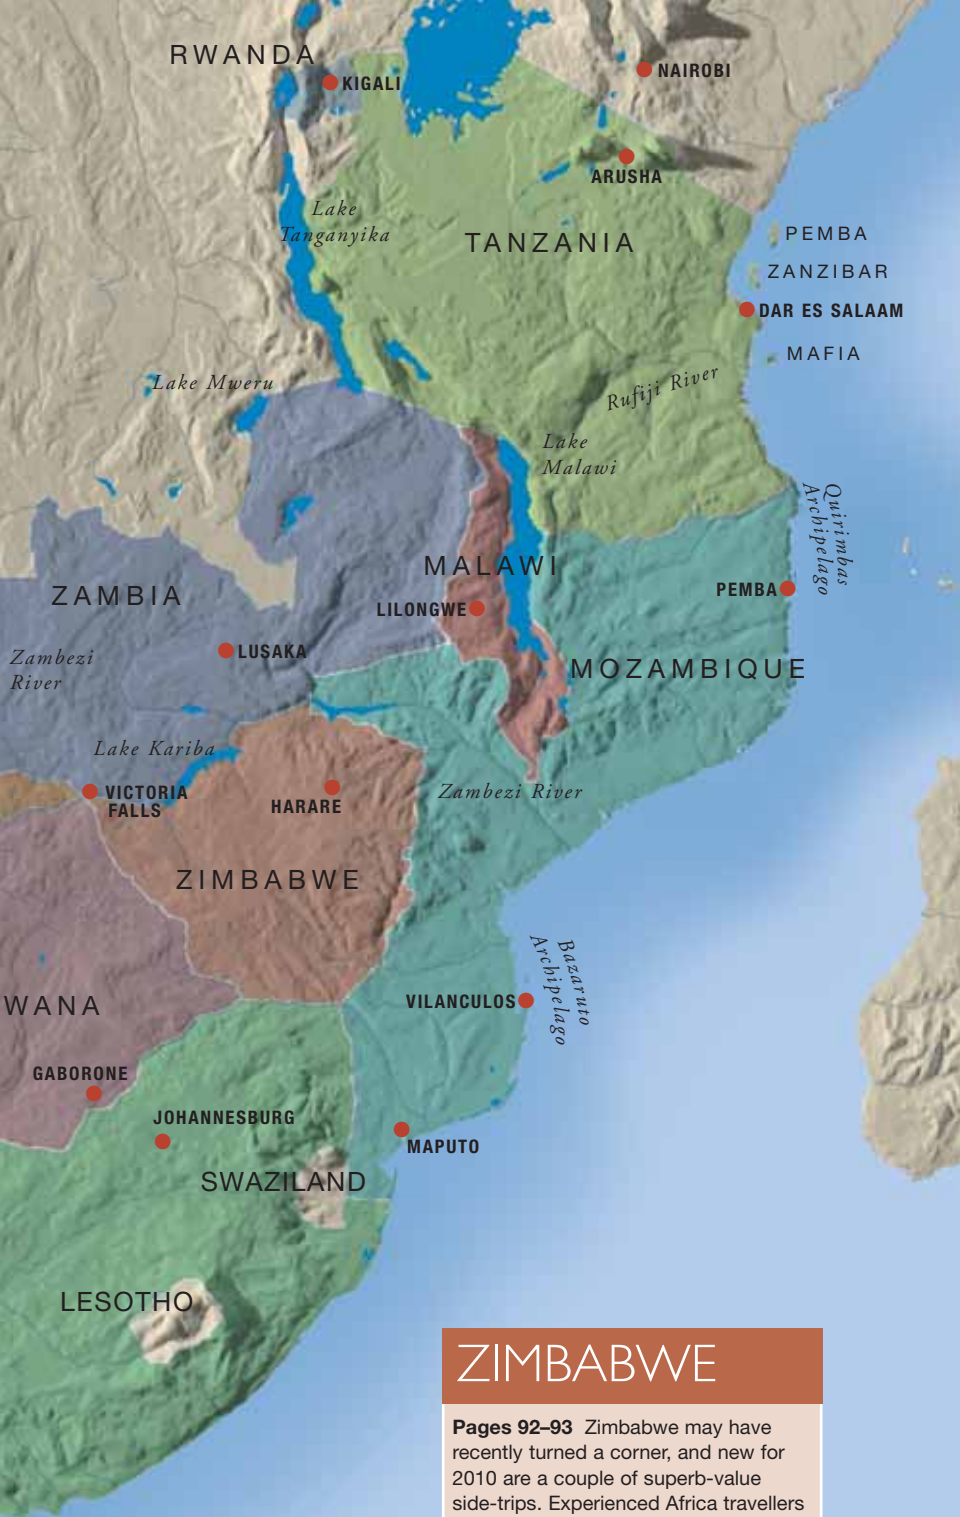 RWANDA
KIGALI
NAIROBI
ARUSHA
Lake
Tanganyika
TANZANIA
PEMBA
ZANZIBAR
DAR ES SALAAM
MAFIA
Lake Mweru
Rufiji River
Lake
Malawi
Quirimbas
Archipelago
MALAWI
ZAMBIA
PEMBA
LILONGWE
LUSAKA
Zambezi
River
MOZAMBIQUE
Lake Kariba
VICTORIA
FALLS
HARARE
Zambezi River
ZIMBABWE
Bazaruto
Archipelago
WANA
VILANCULOS
GABORONE
JOHANNESBURG
MAPUTO
SWAZILAND
LESOTHO
ZIMBABWE
Pages 92–93 Zimbabwe may have
recently turned a corner, and new for
2010 are a couple of superb-value
side-trips. Experienced Africa travellers